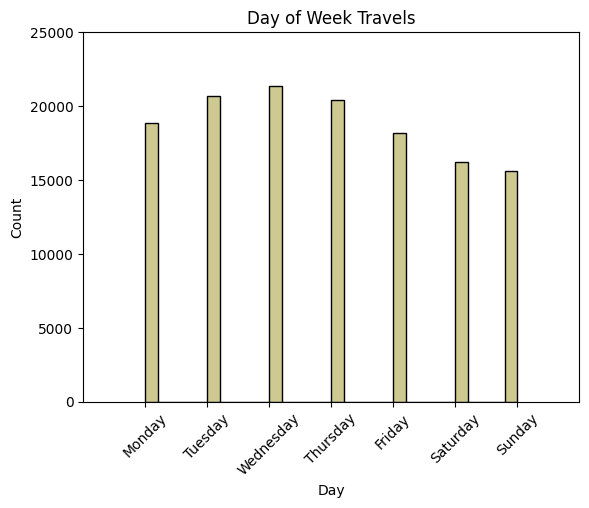 Day of Week Travels
25000
20000
15000
10000
5000
0
Count
Monday
Tuesday
Wednesday
Thursday
Friday
Saturday
Sunday
Day